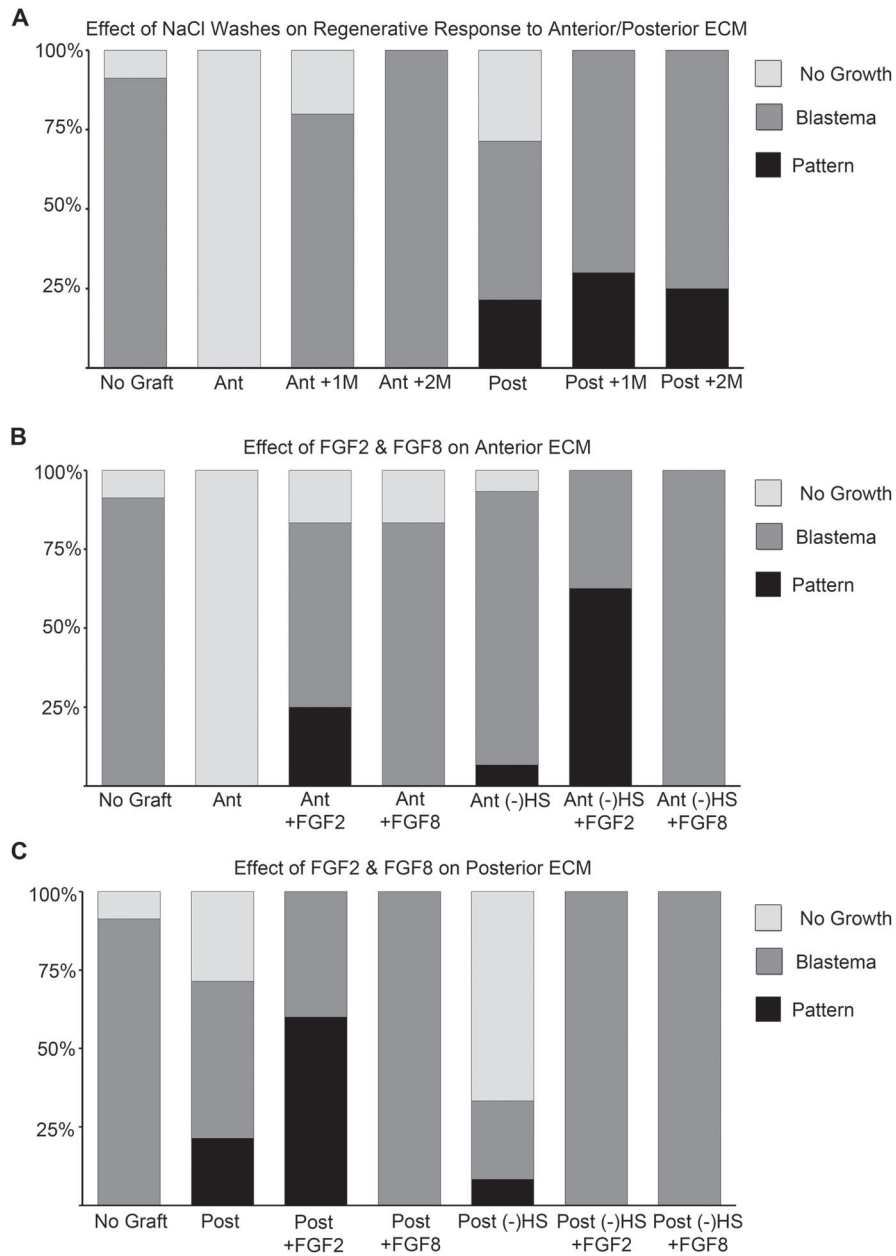 A
Effect of NaCl Washes on Regenerative Response to Anterior/Posterior ECM
100%
75%
50%
25%
No Growth
Blastema
Pattern
No Graft
Ant
Ant +1M
Ant +2M
Post
Post +1M
Post +2M
B
Effect of FGF2 & FGF8 on Anterior ECM
100%
75%
50%
25%
No Growth
Blastema
Pattern
No Graft
Ant
Ant
+FGF2
Ant
+FGF8
Ant (-)HS
Ant (-)HS
+FGF2
Ant (-)HS
+FGF8
C
Effect of FGF2 & FGF8 on Posterior ECM
100%
75%
50%
25%
No Growth
Blastema
Pattern
No Graft
Post
Post
+FGF2
Post
+FGF8
Post (-)HS
Post (-)HS
+FGF2
Post (-)HS
+FGF8